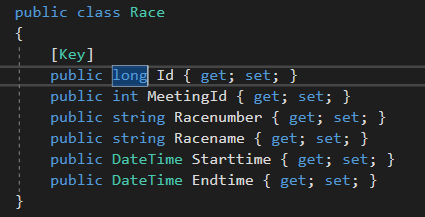 public class Race
{
[Key]
public long Id { get; set; }
public int MeetingId { get; set; }
public string Racenumber { get; set; }
public string Racename { get; set; }
public DateTime Starttime { get; set; }
public DateTime Endtime { get; set; }
}